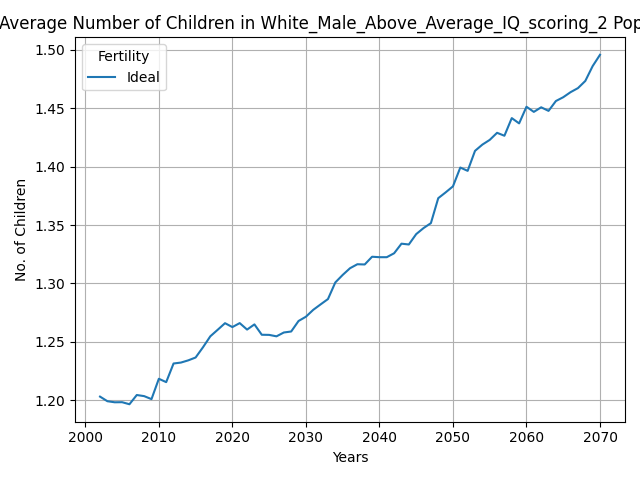 Average Number of Children in White_Male_Above_Average_IQ_scoring_2 Pop
Fertility
Ideal
1.50
1.45
1.40
1.35
1.30
1.25
1.20
No. of Children
2000 2010 2020 2030 2040 2050 2060 2070
Years